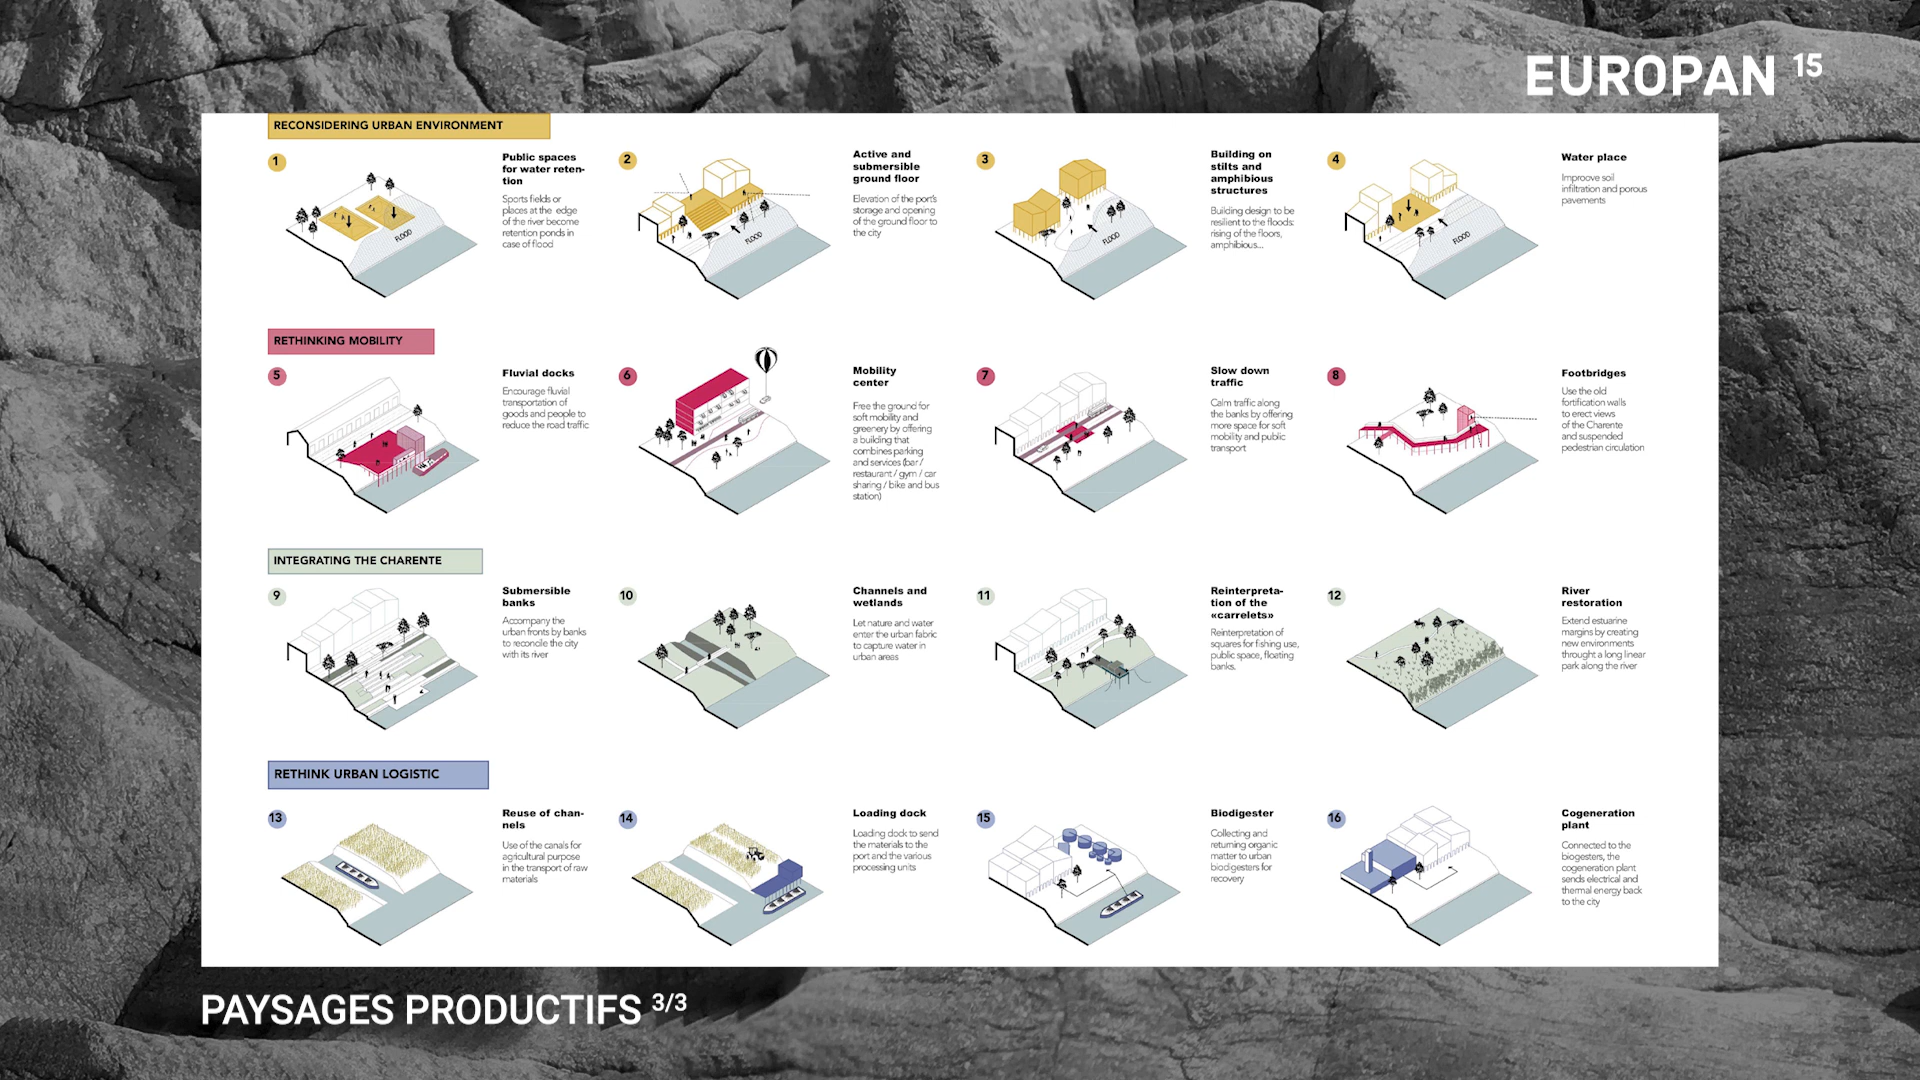 EUROPAN 15
RECONSIDERING URBAN ENVIRONMENT
1
Public spaces
for water reten-
tion
Sports fields or
places at the edge
of the river become
retention ponds in
case of flood
FLOOD
2
Active and
submersible
ground floor
Elevation of the port's
storage and opening
of the ground floor to
the city
FLOOD
3
Building on
stilts and
amphibious
structures
Building design to be
resilient to the floods:
rising of the floors,
amphibious...
FLOOD
4
Water place
Improove soil
infiltration and porous
pavements
FLOOD
RETHINKING MOBILITY
5
Fluvial docks
Encourage fluvial
transportation of
goods and people to
reduce the road traffic
6
Mobility
center
Free the ground for
soft mobility and
greenery by offering
a building that
combines parking
and services (bar /
restaurant / gym / car
sharing / bike and bus
station)
7
Slow down
traffic
Calm traffic along
the banks by offering
more space for soft
mobility and public
transport
8
Footbridges
Use the old
fortification walls
to erect views
of the Charente
and suspended
pedestrian circulation
INTEGRATING THE CHARENTE
9
Submersible
banks
Accompany the
urban fronts by banks
to reconcile the city
with its river
10
Channels and
wetlands
Let nature and water
enter the urban fabric
to capture water in
urban areas
11
Reinterpreta-
tion of the
«carrelets»
Reinterpretation of
squares for fishing use,
public space, floating
banks.
12
River
restoration
Extend estuarine
margins by creating
new environments
throught a long linear
park along the river
RETHINK URBAN LOGISTIC
13
Reuse of chan-
nels
Use of the canals for
agricultural purpose
in the transport of raw
materials
14
Loading dock
Loading dock to send
the materials to the
port and the various
processing units
15
Biodigester
Collecting and
returning organic
matter to urban
biodigesters for
recovery
16
Cogeneration
plant
Connected to the
biogesters, the
cogeneration plant
sends electrical and
thermal energy back
to the city
PAYSAGES PRODUCTIFS 3/3